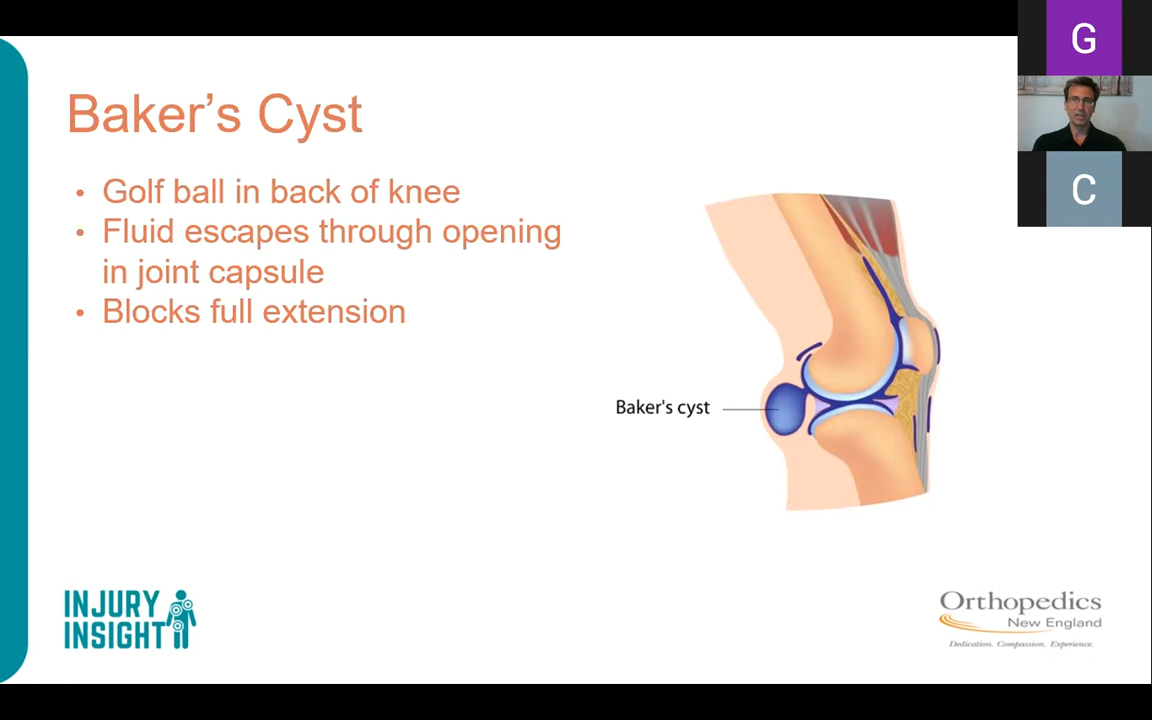 G
Baker's Cyst
• Golf ball in back of knee
• Fluid escapes through opening
in joint capsule
• Blocks full extension
C
Baker's cyst
INJURY
INSIGHT
Orthopedics
New England
Dedication. Compassion. Experience.